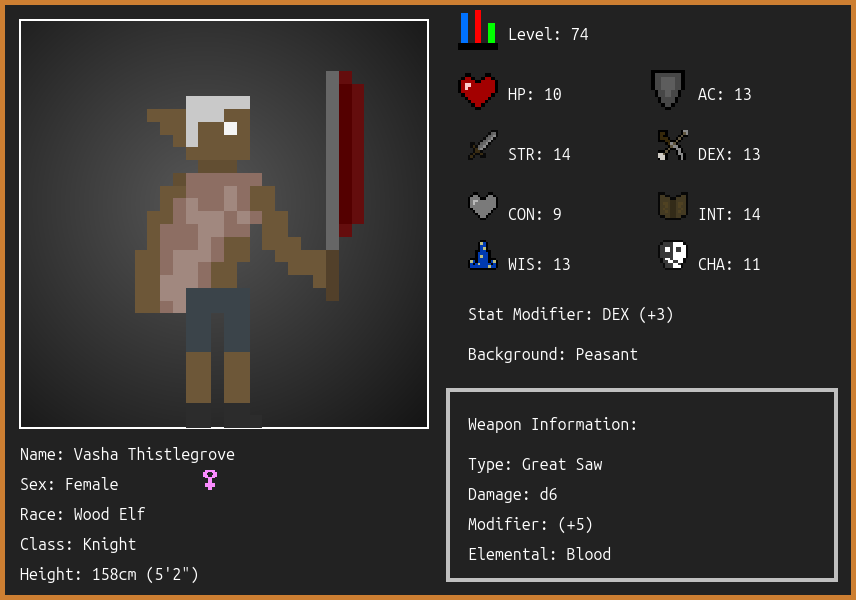 Level: 74
HP: 10
AC: 13
STR: 14
DEX: 13
CON: 9
INT: 14
WIS: 13
CHA: 11
Stat Modifier: DEX (+3)
Background: Peasant
Weapon Information:
Type: Great Saw
Damage: d6
Modifier: (+5)
Elemental: Blood
Name: Vasha Thistlegrove
Sex: Female
Race: Wood Elf
Class: Knight
Height: 158cm (5'2")